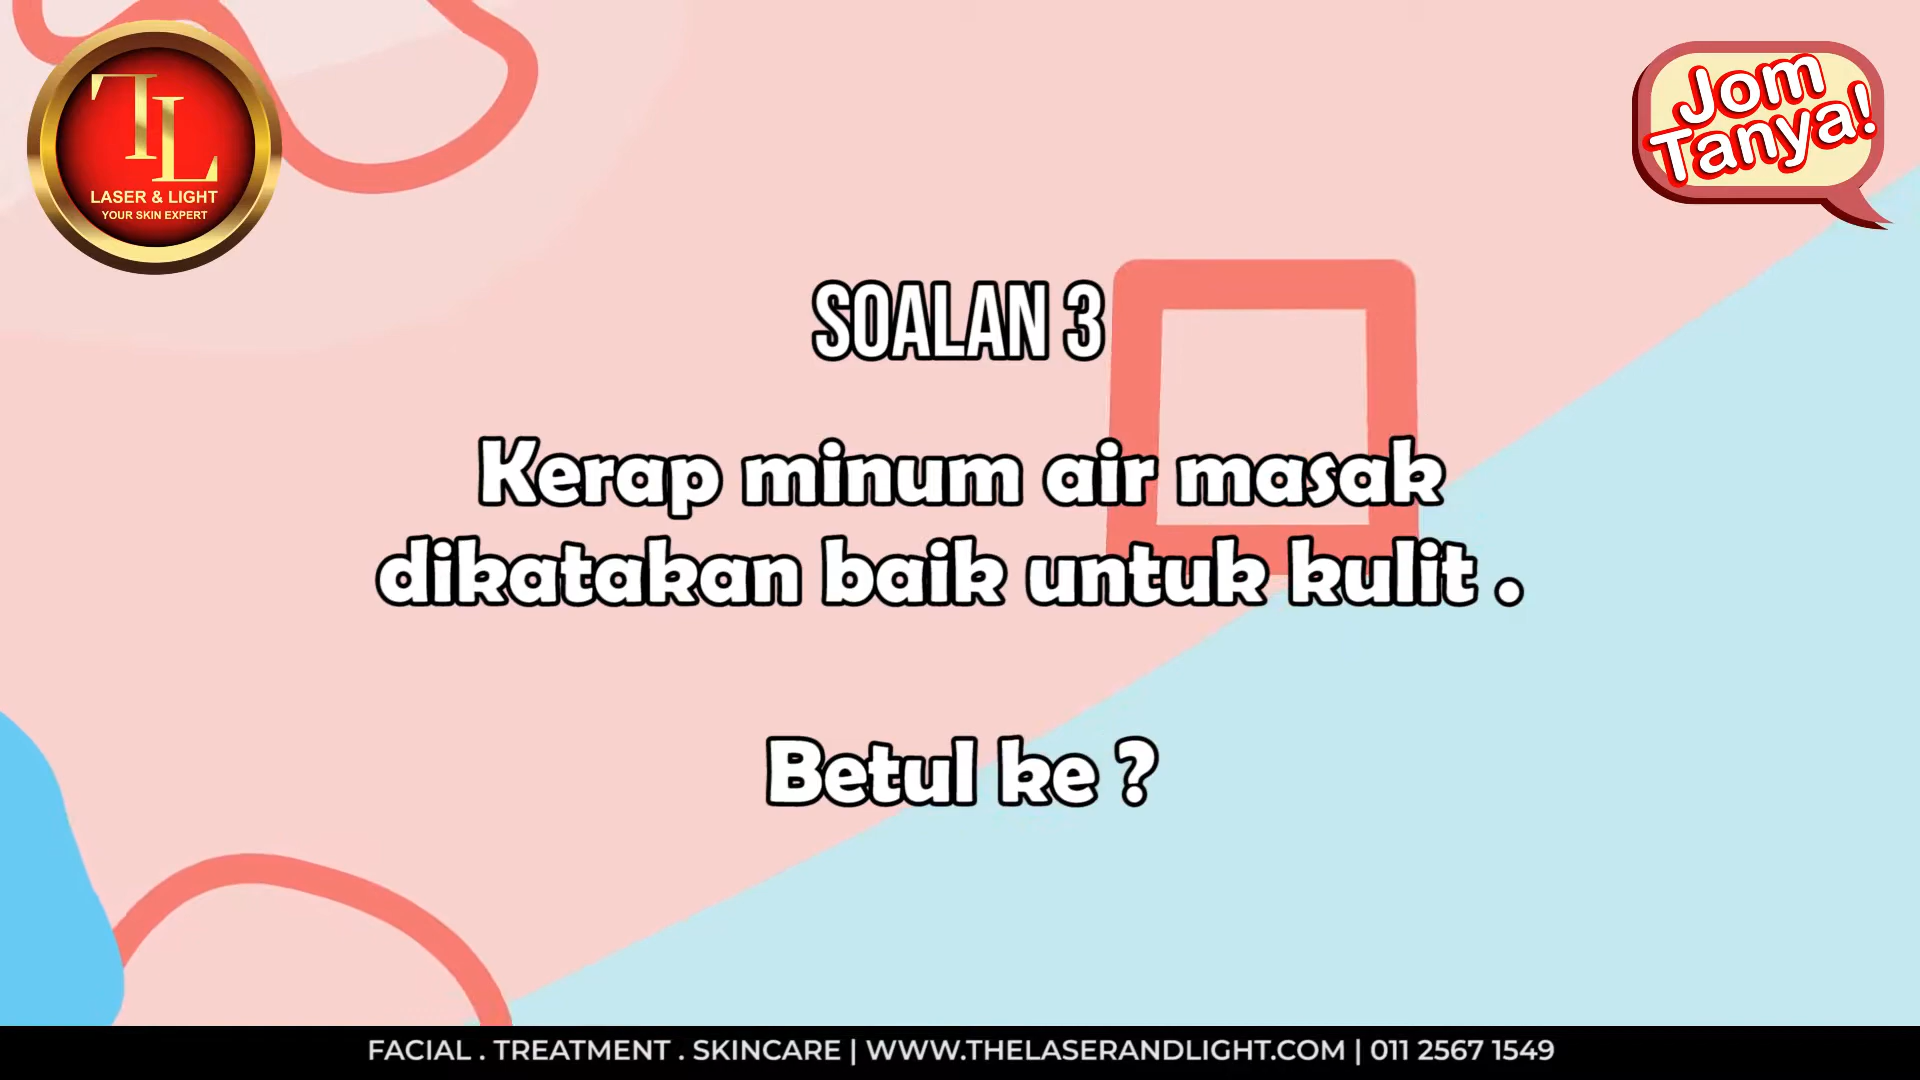 TL
LASER & LIGHT
YOUR SKIN EXPERT
Jom
Tanya!
SOALAN 3
Kerap minum air masak
dikatakan baik untuk kulit .
Betul ke ?
FACIAL . TREATMENT . SKINCARE | WWW.THELASERANDLIGHT.COM | 011 2567 1549